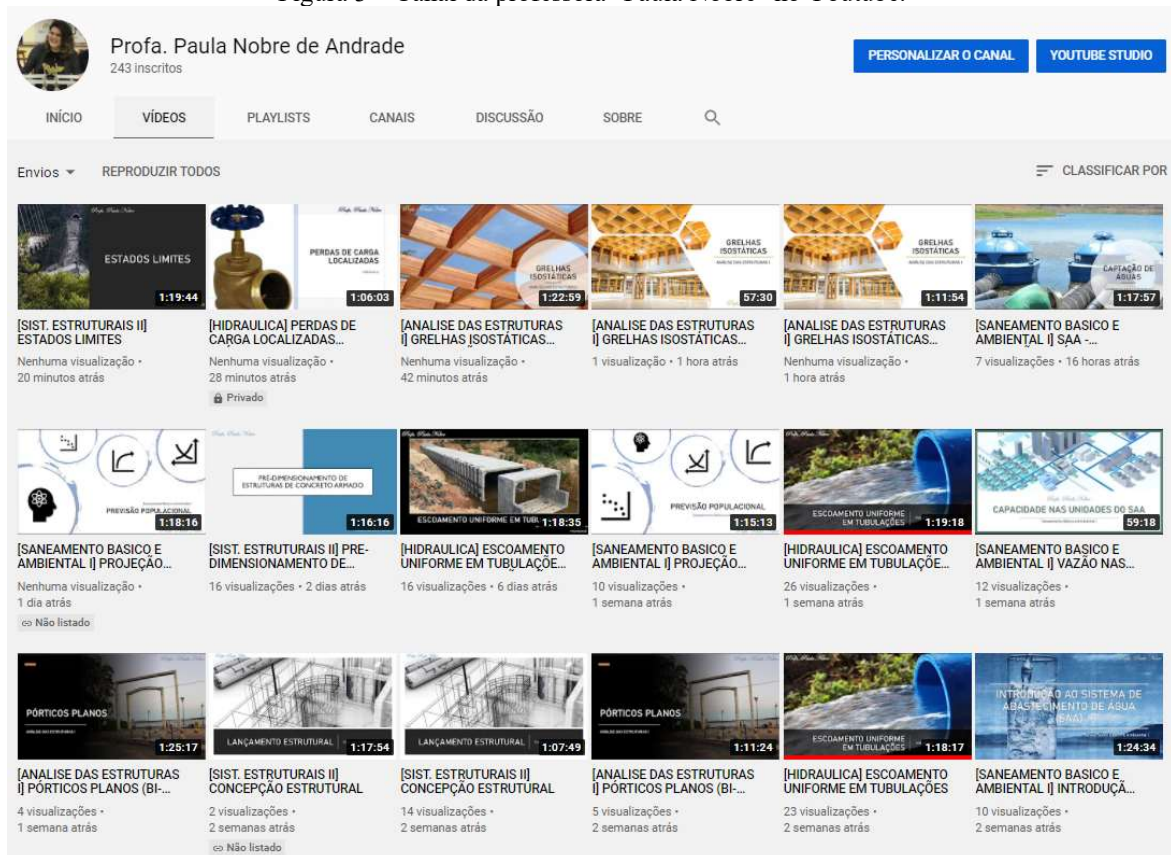 Profa. Paula Nobre de Andrade
243 inscritos
PERSONALIZAR O CANAL
YOUTUBE STUDIO
INÍCIO VÍDEOS PLAYLISTS CANAIS DISCUSSÃO SOBRE
Envios REPRODUZIR TODOS CLASSIFICAR POR
ESTADOS LIMITES
1:19:44
PERDAS DE CARGA
LOCALIZADAS
1:06:03
GRELHAS
ISOSTÁTICAS
1:22:59
GRELHAS
ISOSTÁTICAS
57:30
GRELHAS
ISOSTÁTICAS
1:11:54
CAPTAÇÃO DE
ÁGUAS
1:17:57
[SIST. ESTRUTURAIS II]
ESTADOS LIMITES
Nenhuma visualização •
20 minutos atrás
[HIDRAULICA] PERDAS DE
CARGA LOCALIZADAS...
Nenhuma visualização •
28 minutos atrás
Privado
[ANALISE DAS ESTRUTURAS
I] GRELHAS ISOSTÁTICAS...
Nenhuma visualização •
42 minutos atrás
[ANALISE DAS ESTRUTURAS
I] GRELHAS ISOSTÁTICAS...
1 visualização • 1 hora atrás
[ANALISE DAS ESTRUTURAS
I] GRELHAS ISOSTÁTICAS...
Nenhuma visualização •
1 hora atrás
[SANEAMENTO BASICO E
AMBIENTAL I] SAA -...
7 visualizações • 16 horas atrás
PREVISÃO POPULACIONAL
1:18:16
PRÉ-DIMENSIONAMENTO DE
ESTRUTURAS DE CONCRETO ARMADO
1:16:16
ESCOAMENTO UNIFORME EM
1:18:35
PREVISÃO POPULACIONAL
1:15:13
ESCOAMENTO UNIFORME
EM TUBULAÇÕES
1:19:18
CAPACIDADE NAS UNIDADES DO SAA
59:18
[SANEAMENTO BASICO E
AMBIENTAL I] PROJEÇÃO...
Nenhuma visualização •
1 dia atrás
Não listado
[SIST. ESTRUTURAIS II] PRE-
DIMENSIONAMENTO DE...
16 visualizações • 2 dias atrás
[HIDRAULICA] ESCOAMENTO
UNIFORME EM TUBULAÇÕE...
16 visualizações • 6 dias atrás
[SANEAMENTO BASICO E
AMBIENTAL I] PROJEÇÃO...
10 visualizações •
1 semana atrás
[HIDRAULICA] ESCOAMENTO
UNIFORME EM TUBULAÇÕE...
26 visualizações •
1 semana atrás
[SANEAMENTO BASICO E
AMBIENTAL I] VAZÃO NAS...
12 visualizações •
1 semana atrás
PÓRTICOS PLANOS
1:25:17
LANÇAMENTO ESTRUTURAL
1:17:54
LANÇAMENTO ESTRUTURAL
1:07:49
PÓRTICOS PLANOS
1:11:24
ESCOAMENTO UNIFORME
EM TUBULAÇÕES
1:18:17
INTRODUÇÃO AO SISTEMA DE
ABASTECIMENTO DE ÁGUA
(SAA)
1:24:34
[ANALISE DAS ESTRUTURAS
I] PÓRTICOS PLANOS (BI-...
4 visualizações •
1 semana atrás
[SIST. ESTRUTURAIS II]
CONCEPÇÃO ESTRUTURAL
2 visualizações •
2 semanas atrás
Não listado
[SIST. ESTRUTURAIS II]
CONCEPÇÃO ESTRUTURAL
14 visualizações •
2 semanas atrás
[ANALISE DAS ESTRUTURAS
I] PÓRTICOS PLANOS (BI-...
5 visualizações •
2 semanas atrás
[HIDRAULICA] ESCOAMENTO
UNIFORME EM TUBULAÇÕES
23 visualizações •
2 semanas atrás
[SANEAMENTO BASICO E
AMBIENTAL I] INTRODUÇÃ...
10 visualizações •
2 semanas atrás